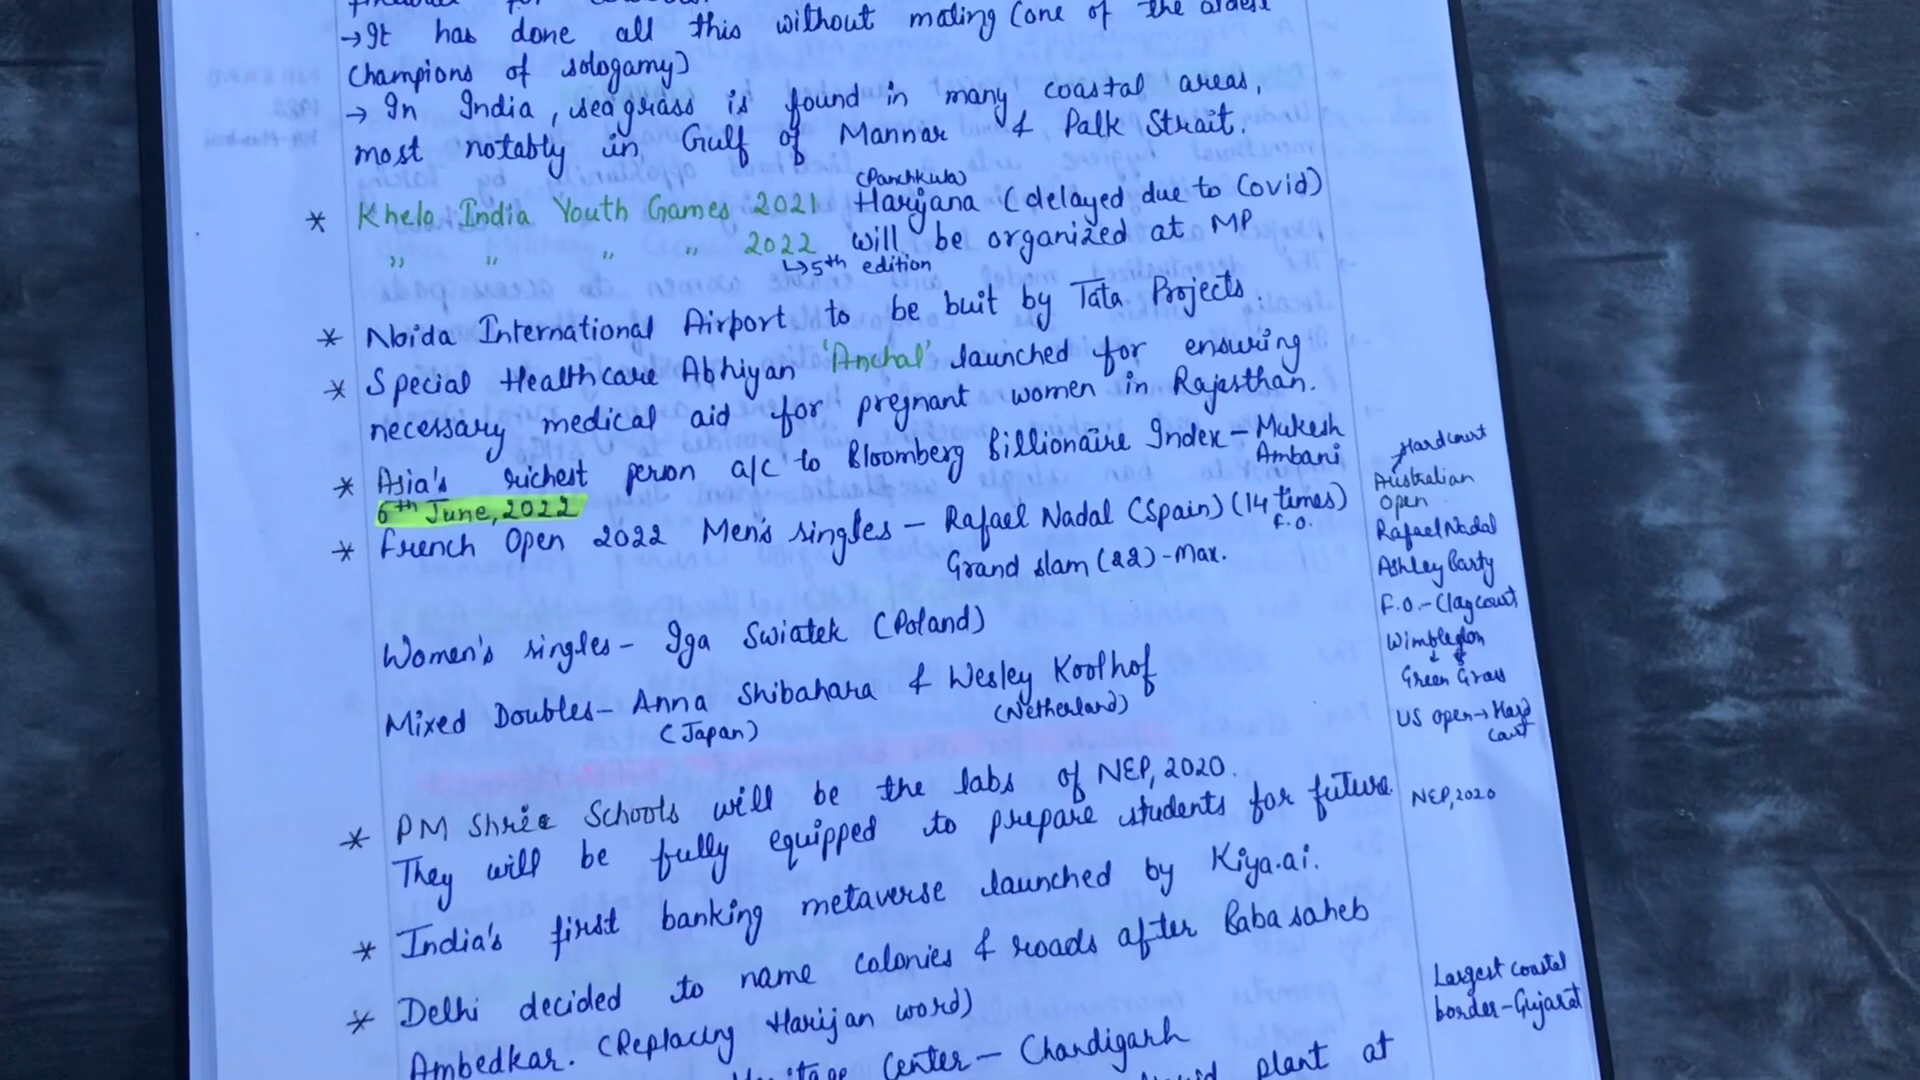 →It has done all this without mating (one of the
Champions of sologamy)
→ In India, seagrass is found in many coastal areas,
most notably in Gulf of Mannar & Palk Strait.
(Panchkula)
* Khelo India Youth Games 2021 Haryana (delayed due to Covid)
" " " " 2022 will be organized at MP
↳5th edition
* Noida International Airport to be buit by Tata Projects.
* Special Healthcare Abhiyan 'Anchal' launched for ensuring
necessary medical aid for pregnant women in Rajasthan.
* Asia's richest person a/c to Bloomberg Billionaire Index - Mukesh
Ambani
6th June, 2022
* French Open 2022 Men's singles - Rafael Nadal (Spain) (14 times)
F.O.
Grand slam (22) - Max.
Women's singles - Iga Swiatek (Poland)
Mixed Doubles - Anna Shibahara & Wesley Koolhof
(Japan) (Netherland)
* PM Shrie Schools will be the labs of NEP, 2020.
They will be fully equipped to prepare students for future
* India's first banking metaverse launched by Kiya.ai.
* Delhi decided to name colonies & roads after Baba saheb
Ambedkar. (Replacing Harijan word)
Center - Chandigarh
plant at
Hardcourt
Australian
Open
Rafael Nadal
Ashley Barty
F.O. - Clay court
Wimbledon
↓
Green Grass
US open → Hard
court
NEP, 2020
Largest coastal
border - Gujarat